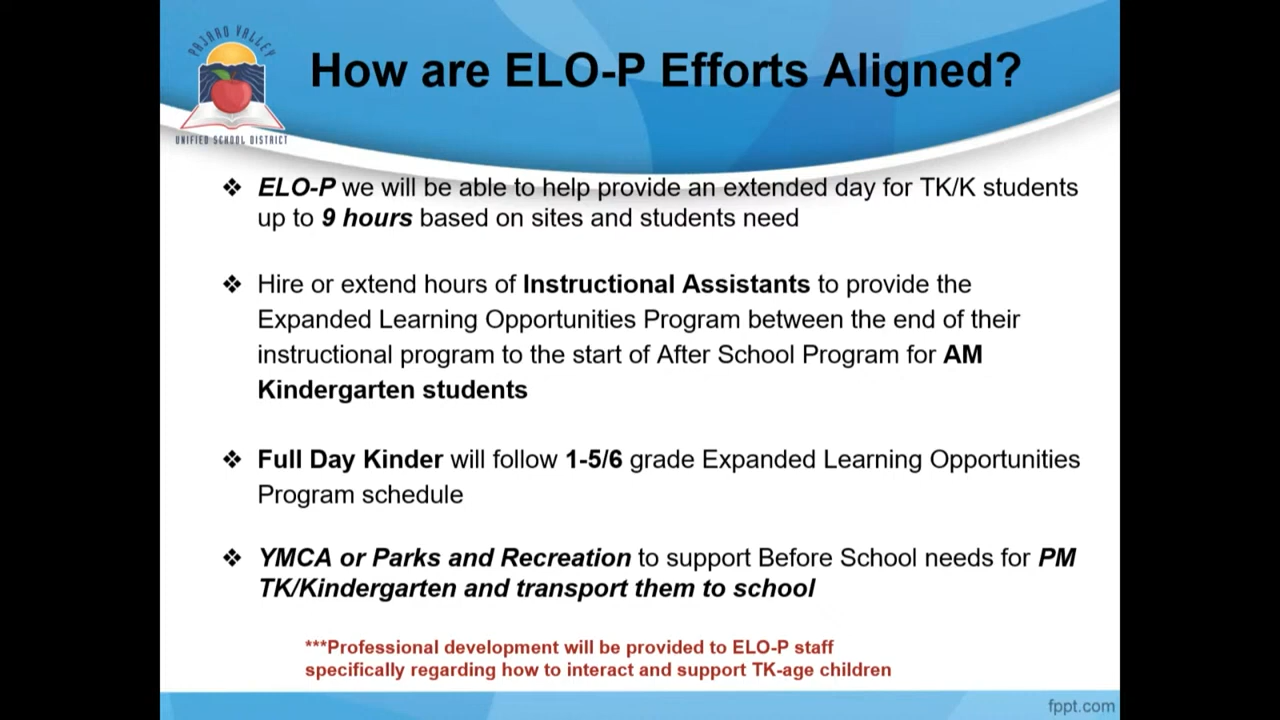 PAJARO VALLEY
UNIFIED SCHOOL DISTRICT
How are ELO-P Efforts Aligned?
❖ ELO-P we will be able to help provide an extended day for TK/K students
up to 9 hours based on sites and students need
❖ Hire or extend hours of Instructional Assistants to provide the
Expanded Learning Opportunities Program between the end of their
instructional program to the start of After School Program for AM
Kindergarten students
❖ Full Day Kinder will follow 1-5/6 grade Expanded Learning Opportunities
Program schedule
❖ YMCA or Parks and Recreation to support Before School needs for PM
TK/Kindergarten and transport them to school
***Professional development will be provided to ELO-P staff
specifically regarding how to interact and support TK-age children
fppt.com